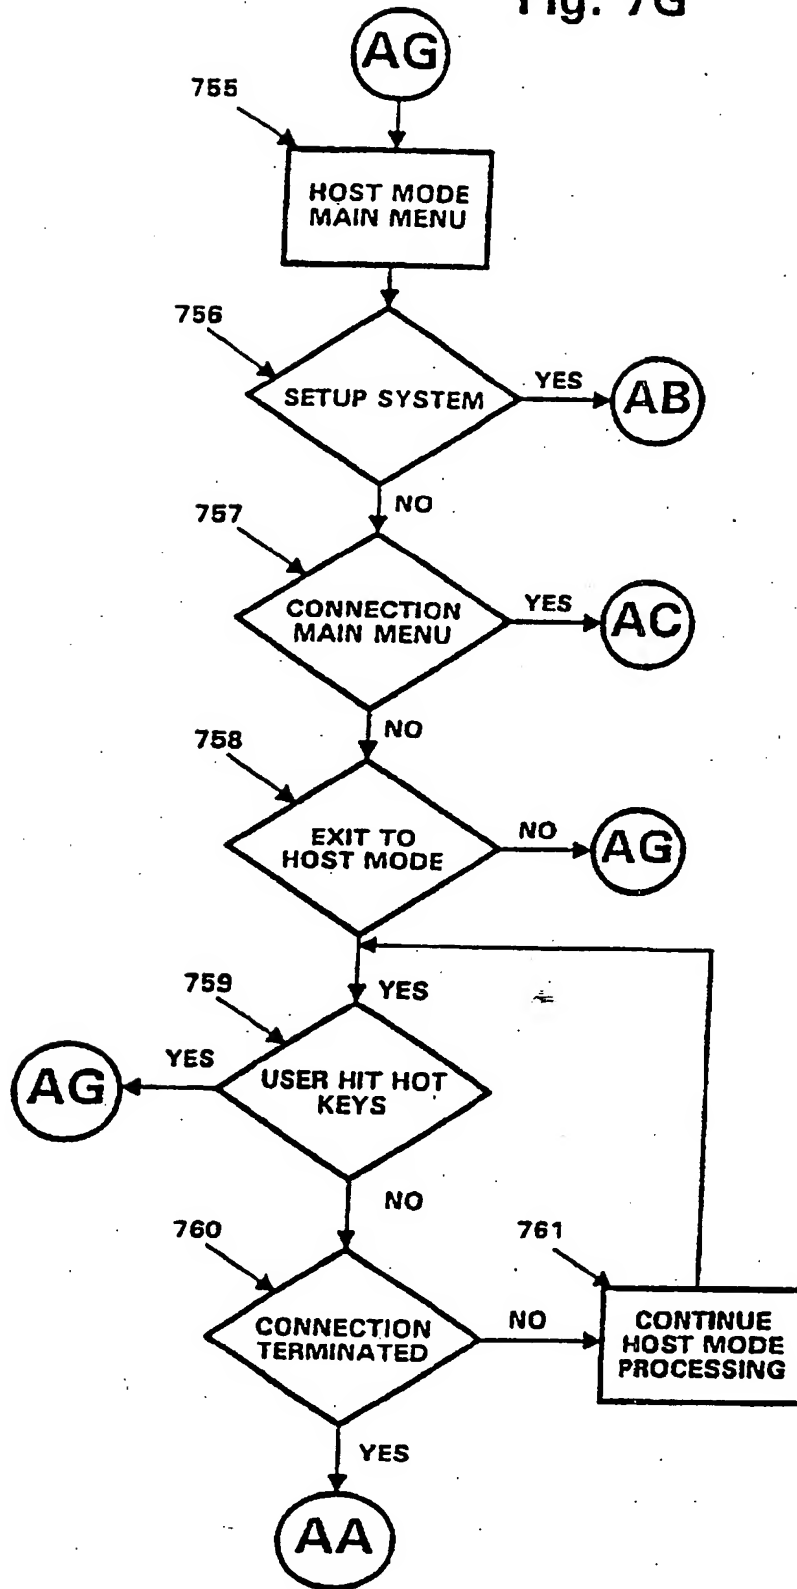 Fig. 7G
AG
755
HOST MODE
MAIN MENU
756
SETUP SYSTEM
YES
AB
NO
757
CONNECTION
MAIN MENU
YES
AC
NO
758
EXIT TO
HOST MODE
NO
AG
YES
759
USER HIT HOT
KEYS
YES
AG
NO
760
CONNECTION
TERMINATED
NO
761
CONTINUE
HOST MODE
PROCESSING
YES
AA